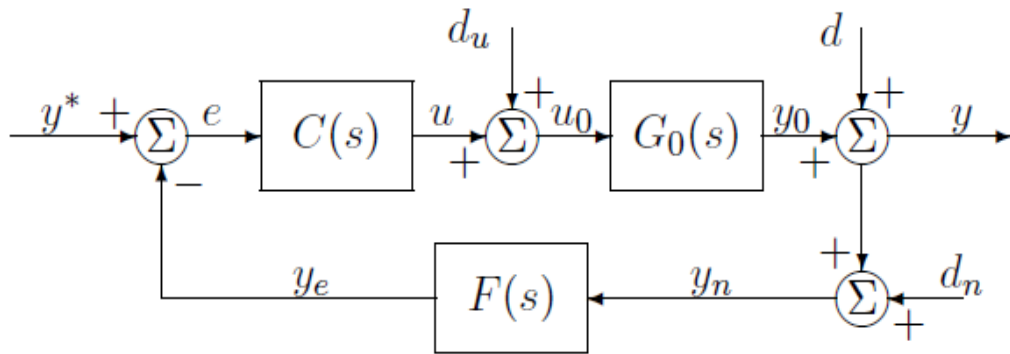 d_u d
y* + Σ − e C(s) u + + Σ u_0 G_0(s) y_0 + + Σ y
y_e F(s) y_n + Σ + d_n